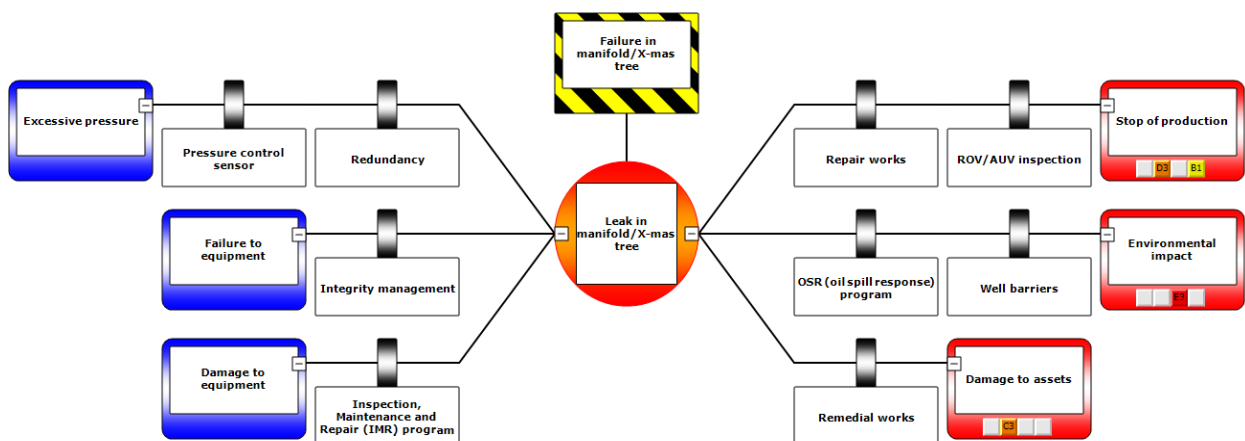 Failure in
manifold/X-mas
tree
Excessive pressure
Pressure control
sensor
Redundancy
Repair works
ROV/AUV inspection
Stop of production
D3
B1
Failure to
equipment
Integrity management
Leak in
manifold/X-mas
tree
OSR (oil spill response)
program
Well barriers
Environmental
impact
E3
Damage to
equipment
Inspection,
Maintenance and
Repair (IMR) program
Remedial works
Damage to assets
C3